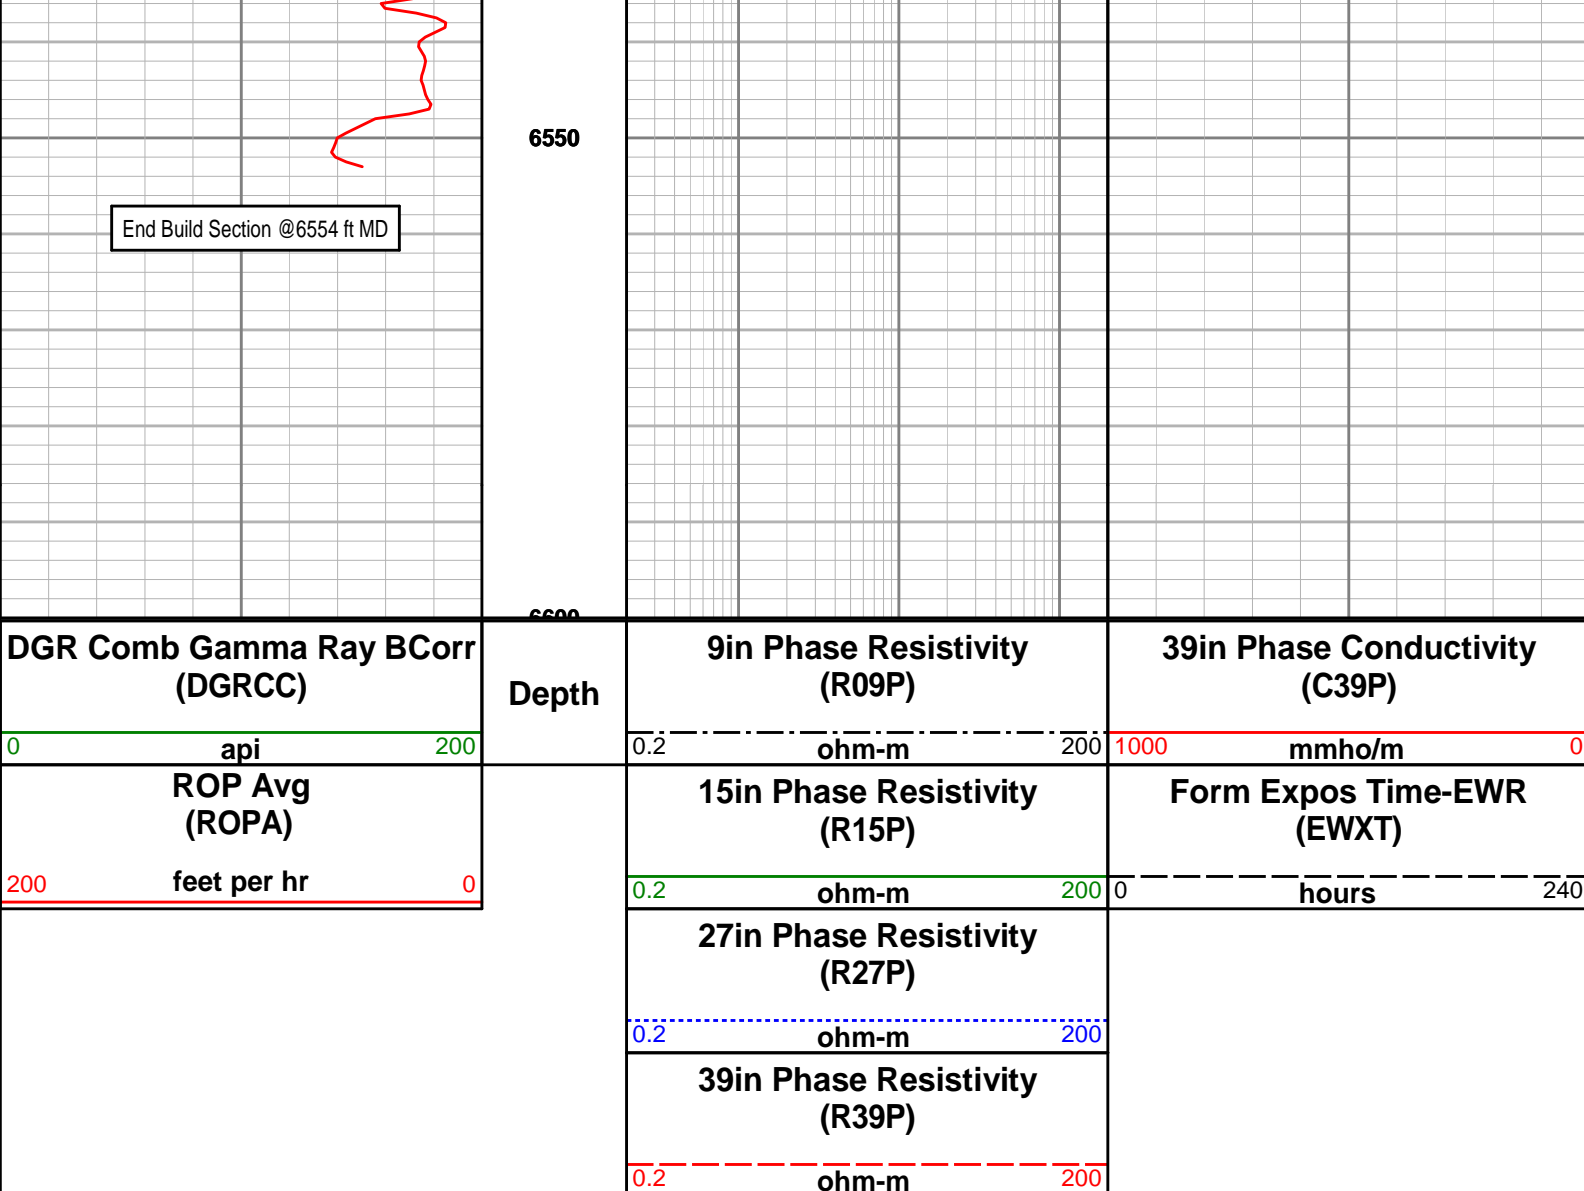 6550
End Build Section @6554 ft MD
6600
DGR Comb Gamma Ray BCorr
(DGRCC)
0 api 200
ROP Avg
(ROPA)
200 feet per hr 0
Depth
9in Phase Resistivity
(R09P)
0.2 ohm-m 200
15in Phase Resistivity
(R15P)
0.2 ohm-m 200
27in Phase Resistivity
(R27P)
0.2 ohm-m 200
39in Phase Resistivity
(R39P)
0.2 ohm-m 200
39in Phase Conductivity
(C39P)
1000 mmho/m 0
Form Expos Time-EWR
(EWXT)
0 hours 240